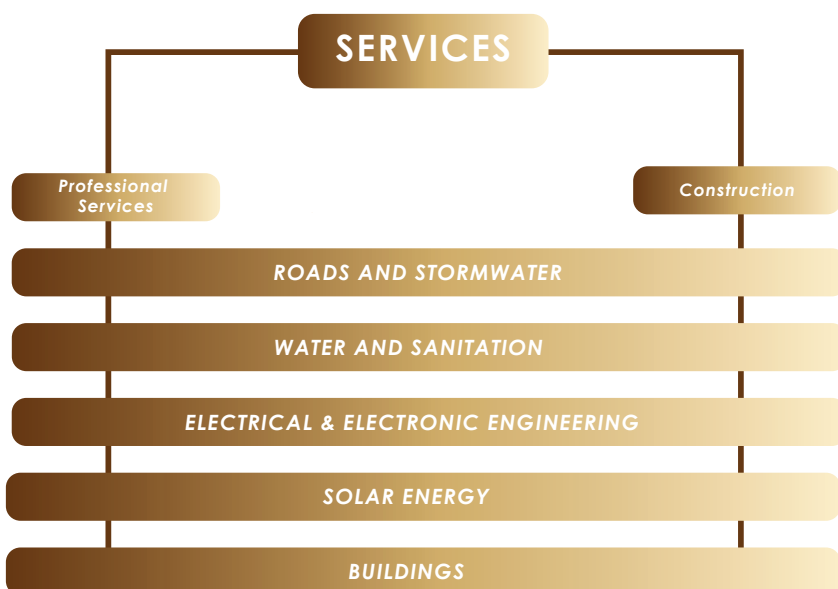 SERVICES
Professional
Services
Construction
ROADS AND STORMWATER
WATER AND SANITATION
ELECTRICAL & ELECTRONIC ENGINEERING
SOLAR ENERGY
BUILDINGS